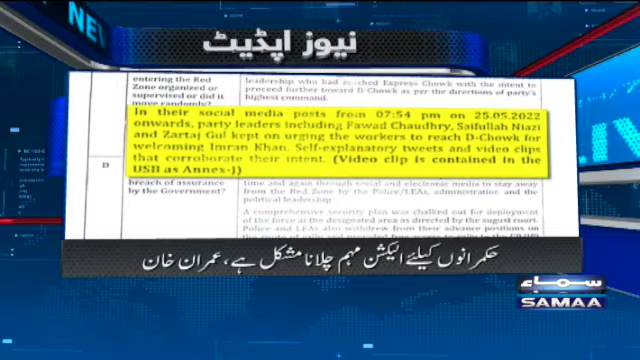 NEW
نیوز اپڈیٹ
entering the Red
Zone organized or
supervised or did it
move randomly?
leadership who had reached Express Chowk with the intent to
proceed further toward D-Chowk as per the directions of party's
highest command.
In their social media posts from 07:54 pm on 25.05.2022
onwards, party leaders including Fawad Chaudhry, Saifullah Niazi
and Zartaj Gul kept on urging the workers to reach D-Chowk for
welcoming Imran Khan. Self-explanatory tweets and video clips
that corroborate their intent. (Video clip is contained in the
USB as Annex-J)
D
breach of assurance
by the Government?
time and again through social and electronic media to stay away
from the Red Zone by the Police/LEAs, administration and the
political leadership
A comprehensive security plan was chalked out for deployment
of the force at the designated area as directed by the august court.
Police and LEAs also withdrew from their advance positions on
حکمرانوں کیلئے الیکشن مہم چلانا مشکل ہے، عمران خان
سماء
SAMAA